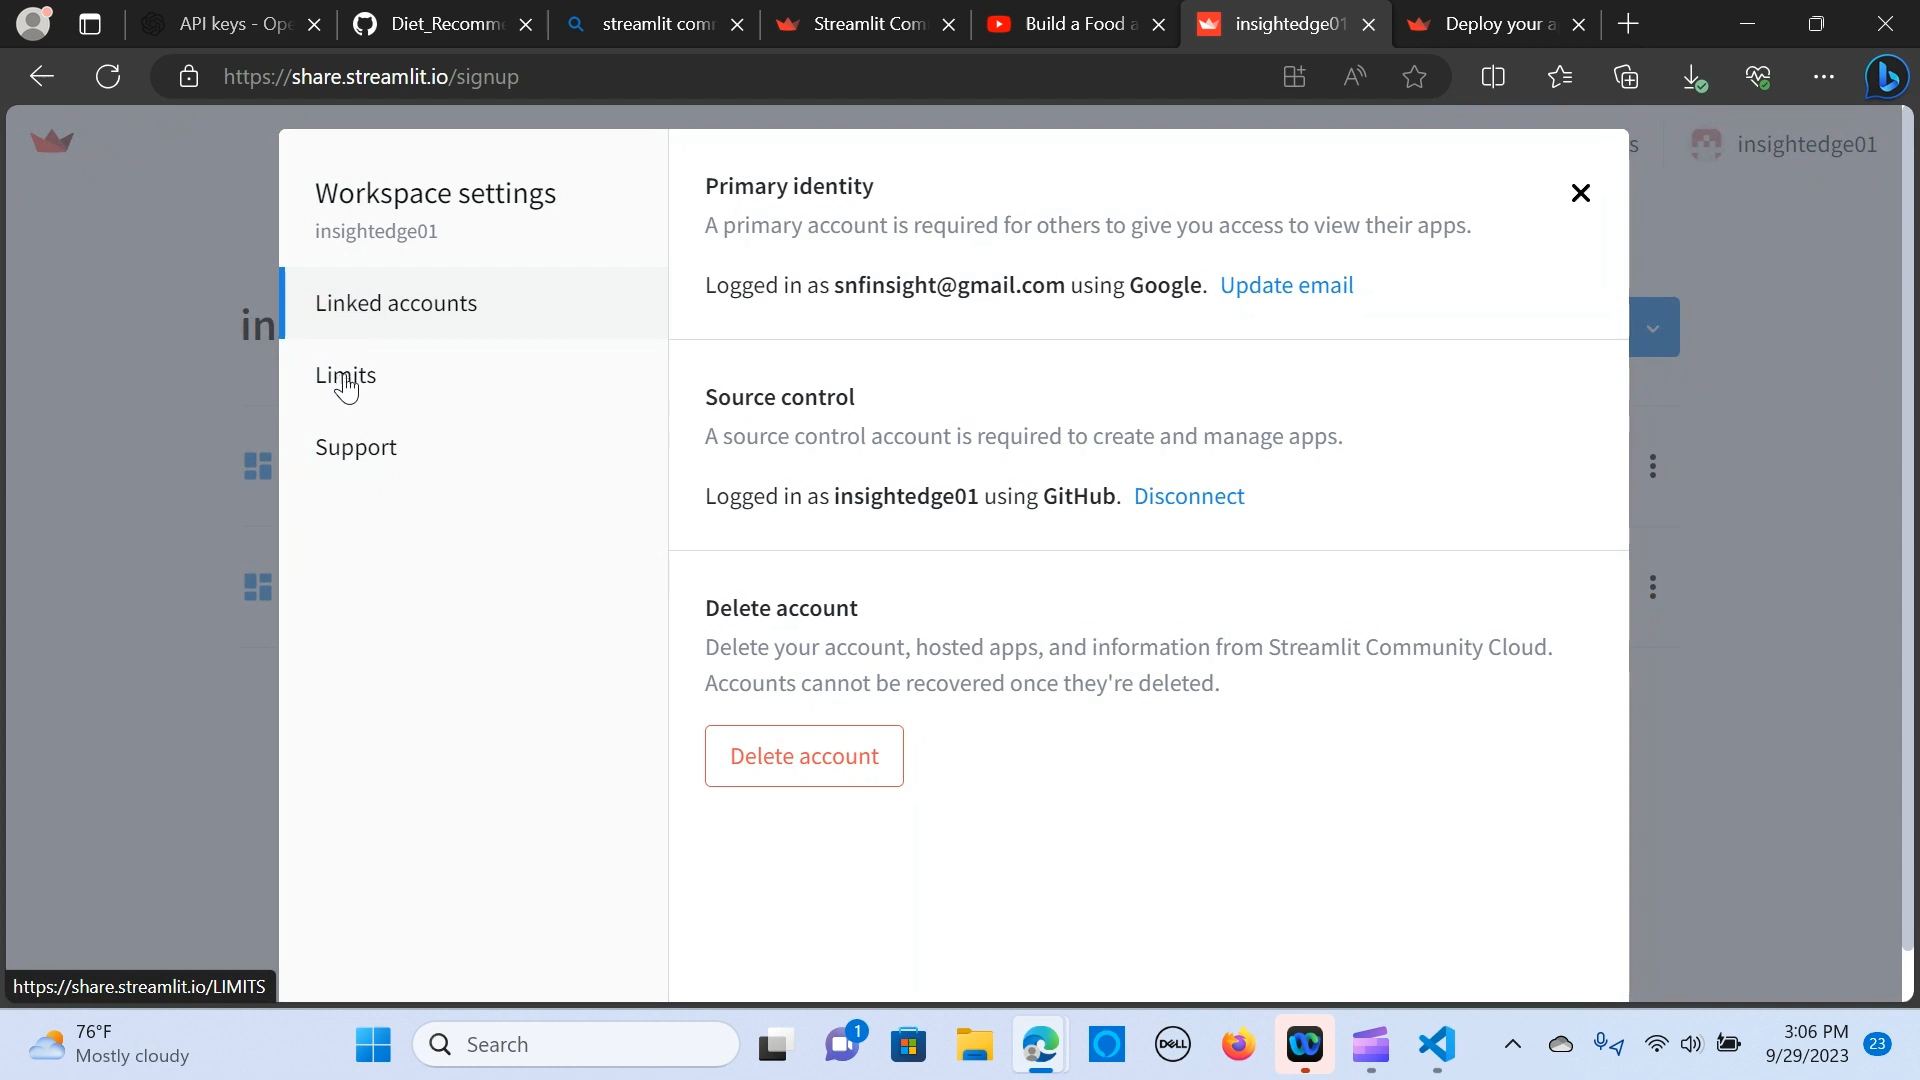 API keys - Ope
Diet_Recomme
streamlit com
Streamlit Com
Build a Food a
insightedge01
Deploy your a
https://share.streamlit.io/signup
s
insightedge01
Workspace settings
insightedge01
Linked accounts
Limits
Support
in
Primary identity
A primary account is required for others to give you access to view their apps.
Logged in as snfinsight@gmail.com using Google. Update email
Source control
A source control account is required to create and manage apps.
Logged in as insightedge01 using GitHub. Disconnect
Delete account
Delete your account, hosted apps, and information from Streamlit Community Cloud.
Accounts cannot be recovered once they're deleted.
Delete account
https://share.streamlit.io/LIMITS
76°F
Mostly cloudy
Search
1
DELL
3:06 PM
9/29/2023
23